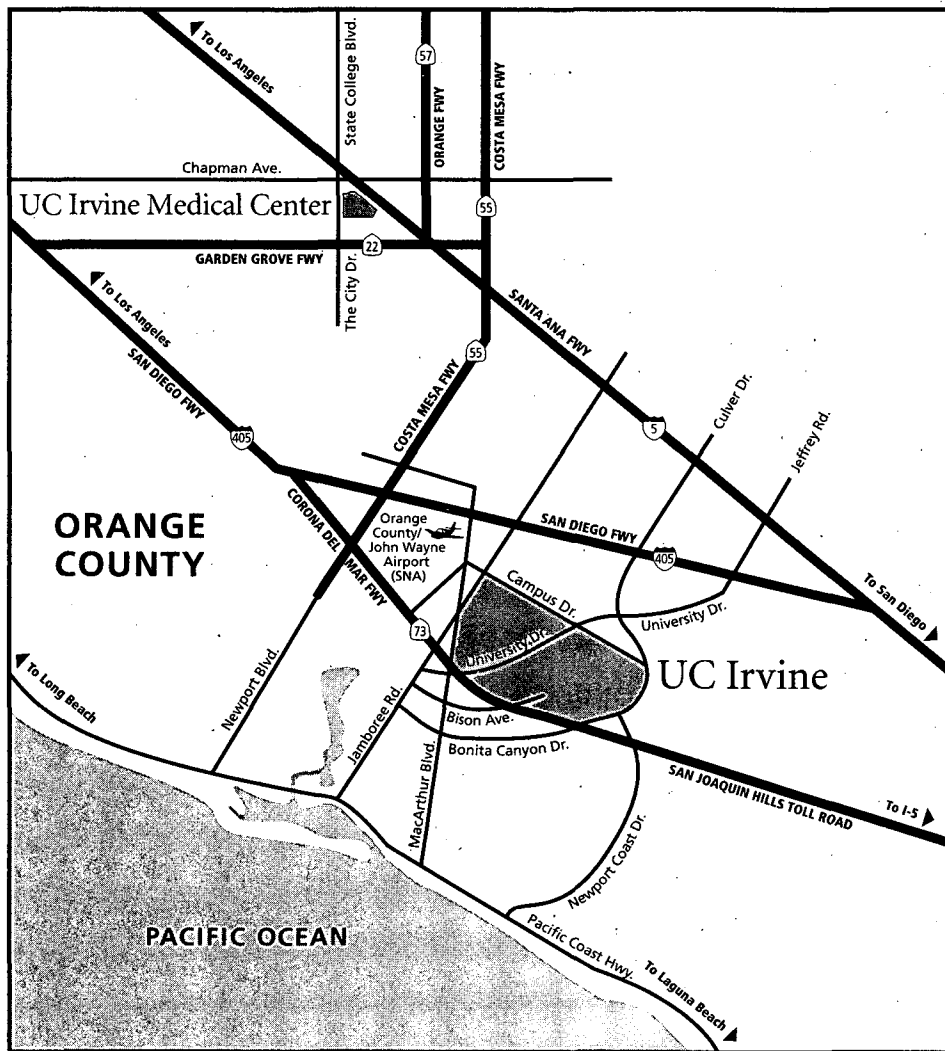 To Los Angeles
State College Blvd.
57
ORANGE FWY
COSTA MESA FWY
Chapman Ave.
UC Irvine Medical Center
55
22
GARDEN GROVE FWY
The City Dr.
To Los Angeles
SAN DIEGO FWY
SANTA ANA FWY
55
COSTA MESA FWY
405
5
Culver Dr.
Jeffrey Rd.
ORANGE
COUNTY
CORONA DEL MAR FWY
Orange
County/
John Wayne
Airport
(SNA)
SAN DIEGO FWY
405
To San Diego
Campus Dr.
73
University Dr.
University Dr.
UC Irvine
To Long Beach
Newport Blvd.
Jamboree Rd.
Bison Ave.
Bonita Canyon Dr.
MacArthur Blvd.
SAN JOAQUIN HILLS TOLL ROAD
To I-5
Newport Coast Dr.
PACIFIC OCEAN
Pacific Coast Hwy.
To Laguna Beach